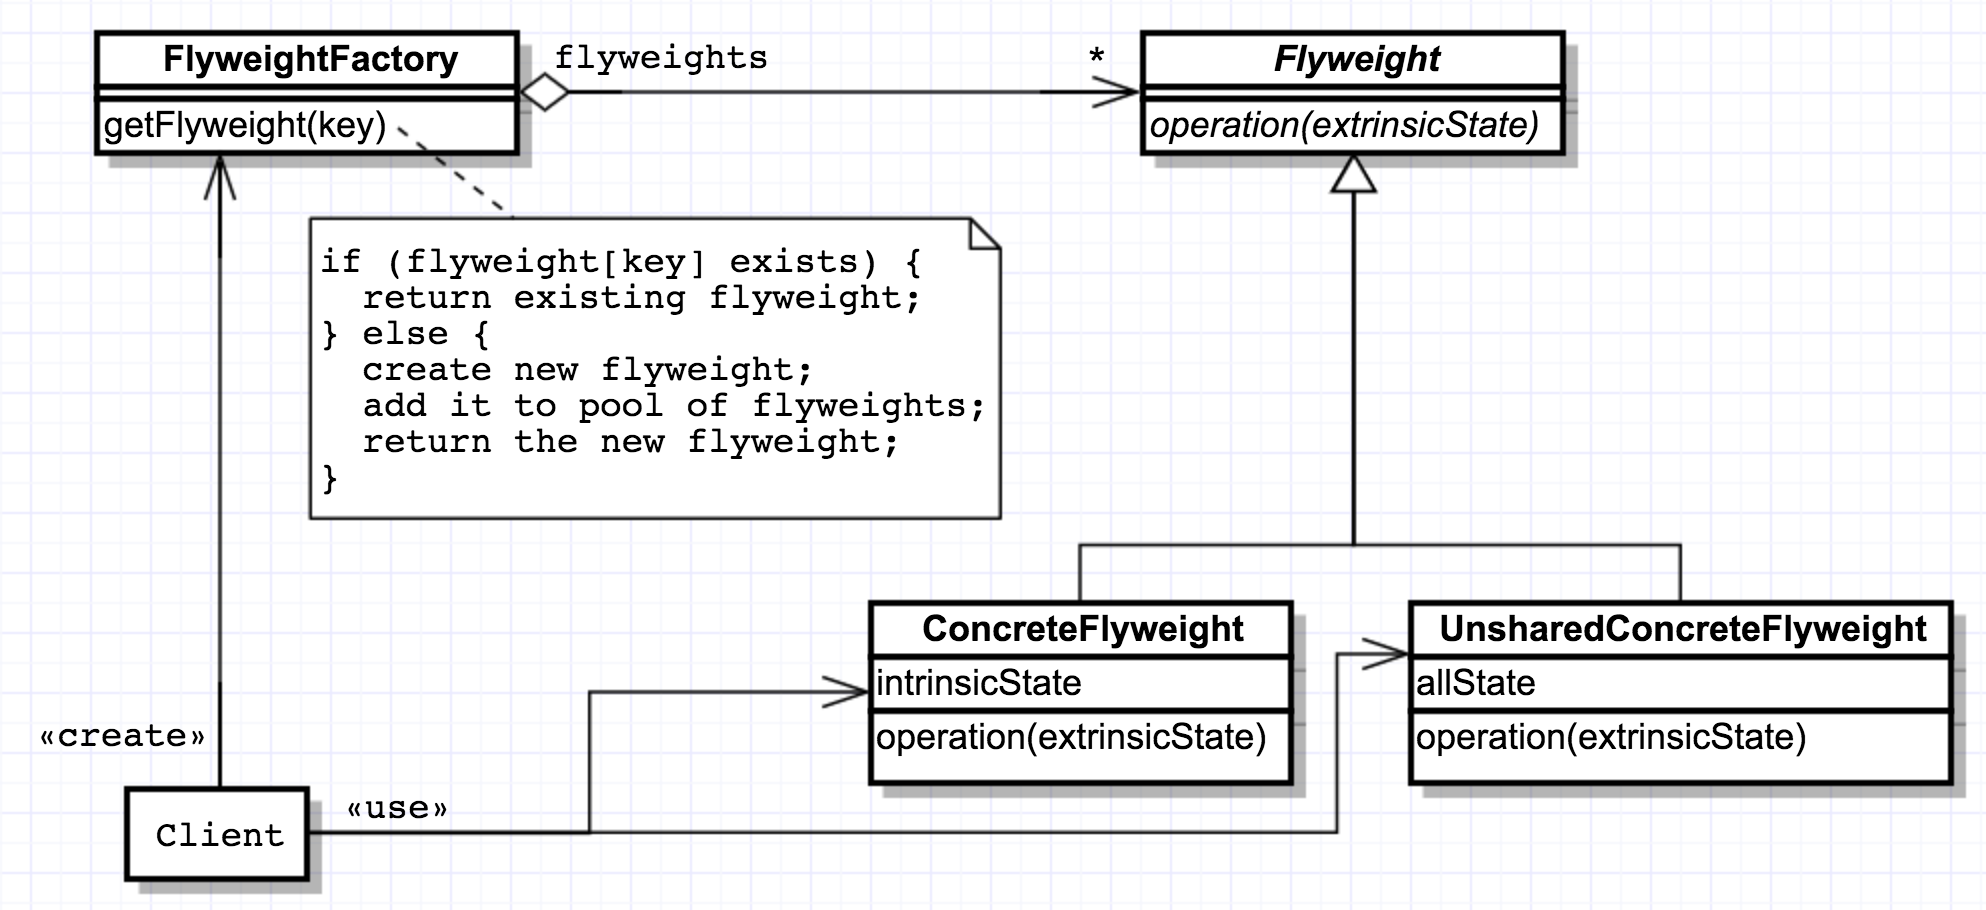 FlyweightFactory
getFlyweight(key)
flyweights
*
Flyweight
operation(extrinsicState)
if (flyweight[key] exists) {
  return existing flyweight;
} else {
  create new flyweight;
  add it to pool of flyweights;
  return the new flyweight;
}
ConcreteFlyweight
intrinsicState
operation(extrinsicState)
UnsharedConcreteFlyweight
allState
operation(extrinsicState)
«create»
Client
«use»